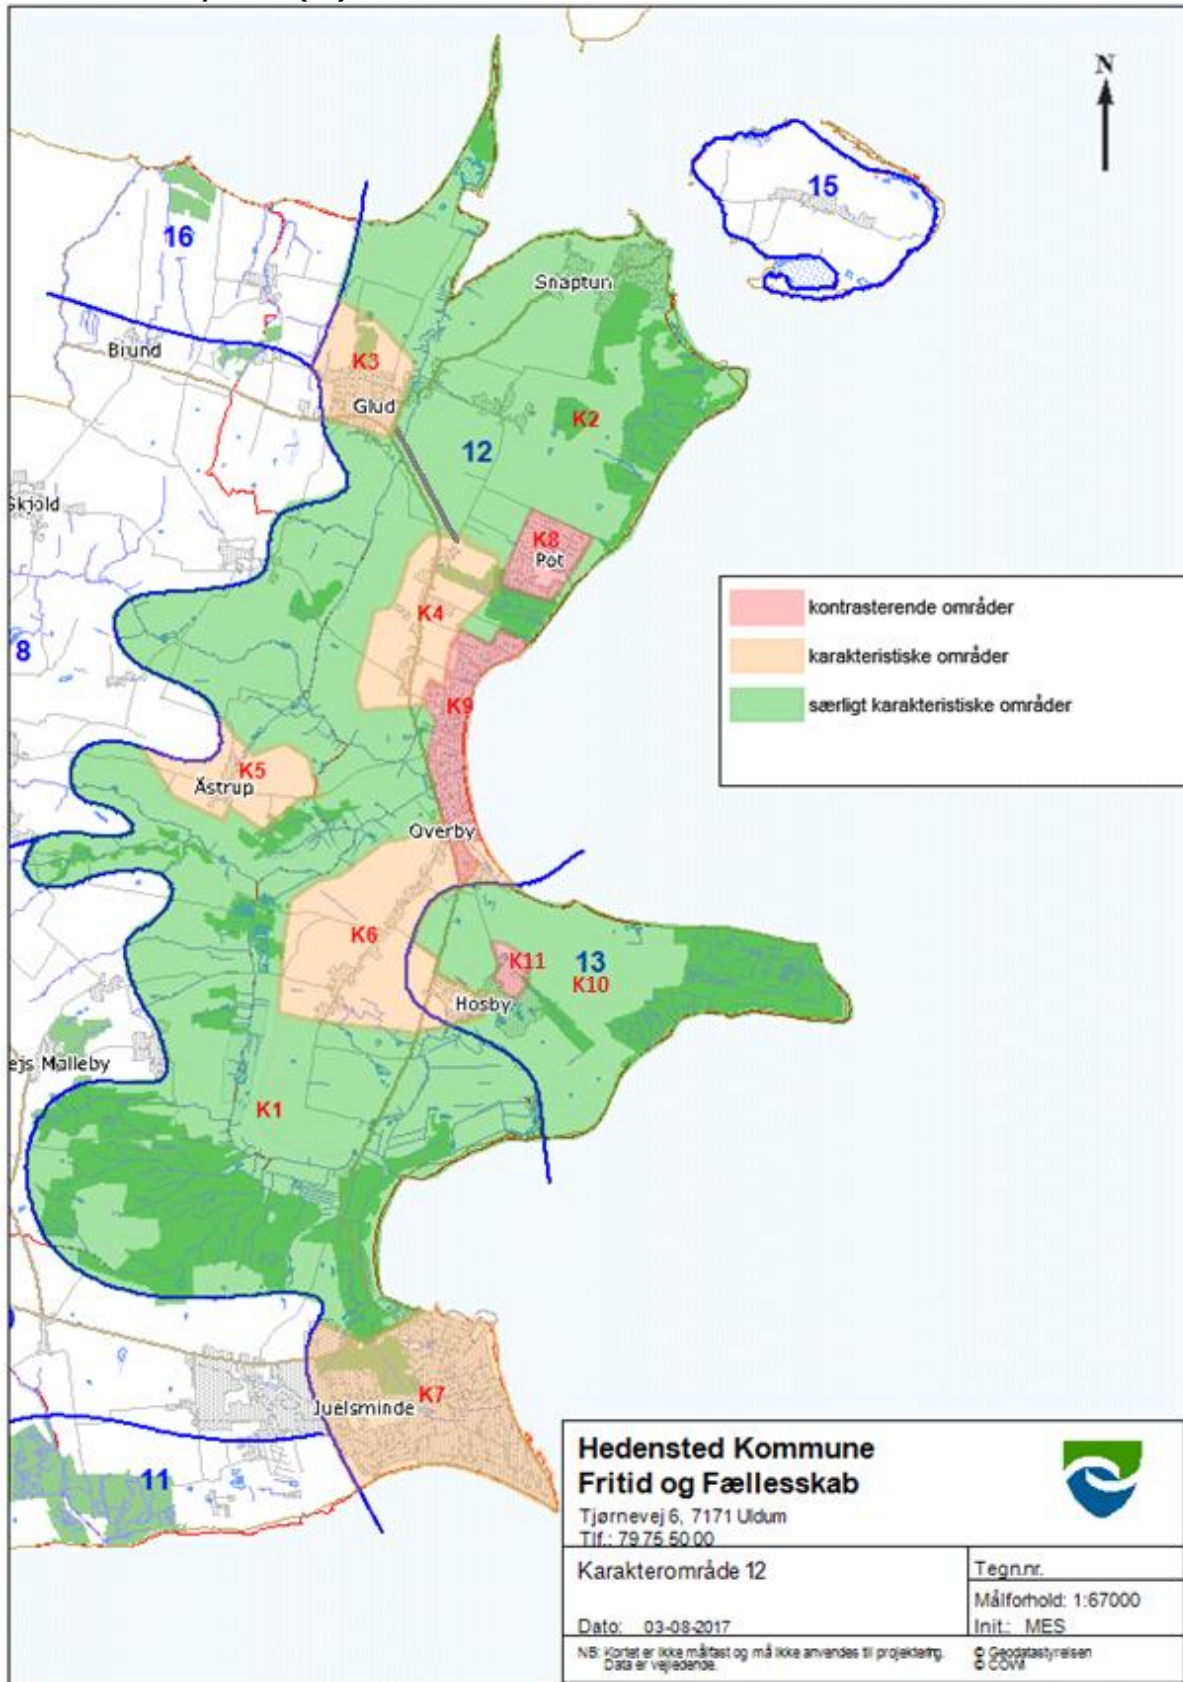 N
15
16
Snaptun
Brund
K3
Glud
K2
12
Skjold
K8
Pot
K4
8
K9
K5
Åstrup
Overby
K6
K11
13
K10
Hosby
ejs Malleby
K1
K7
Juelsminde
11
kontrasterende områder
karakteristiske områder
særligt karakteristiske områder
Hedensted Kommune
Fritid og Fællesskab
Tjørnevej 6, 7171 Uldum
Tlf.: 79 75 50 00
Karakterområde 12
Dato: 03-08-2017
Tegn.nr.
Målforhold: 1:67000
Init.: MES
NB: Kortet er ikke målfast og må ikke anvendes til projektering.
Data er vejledende.
© Geodatastyrelsen
© COWI